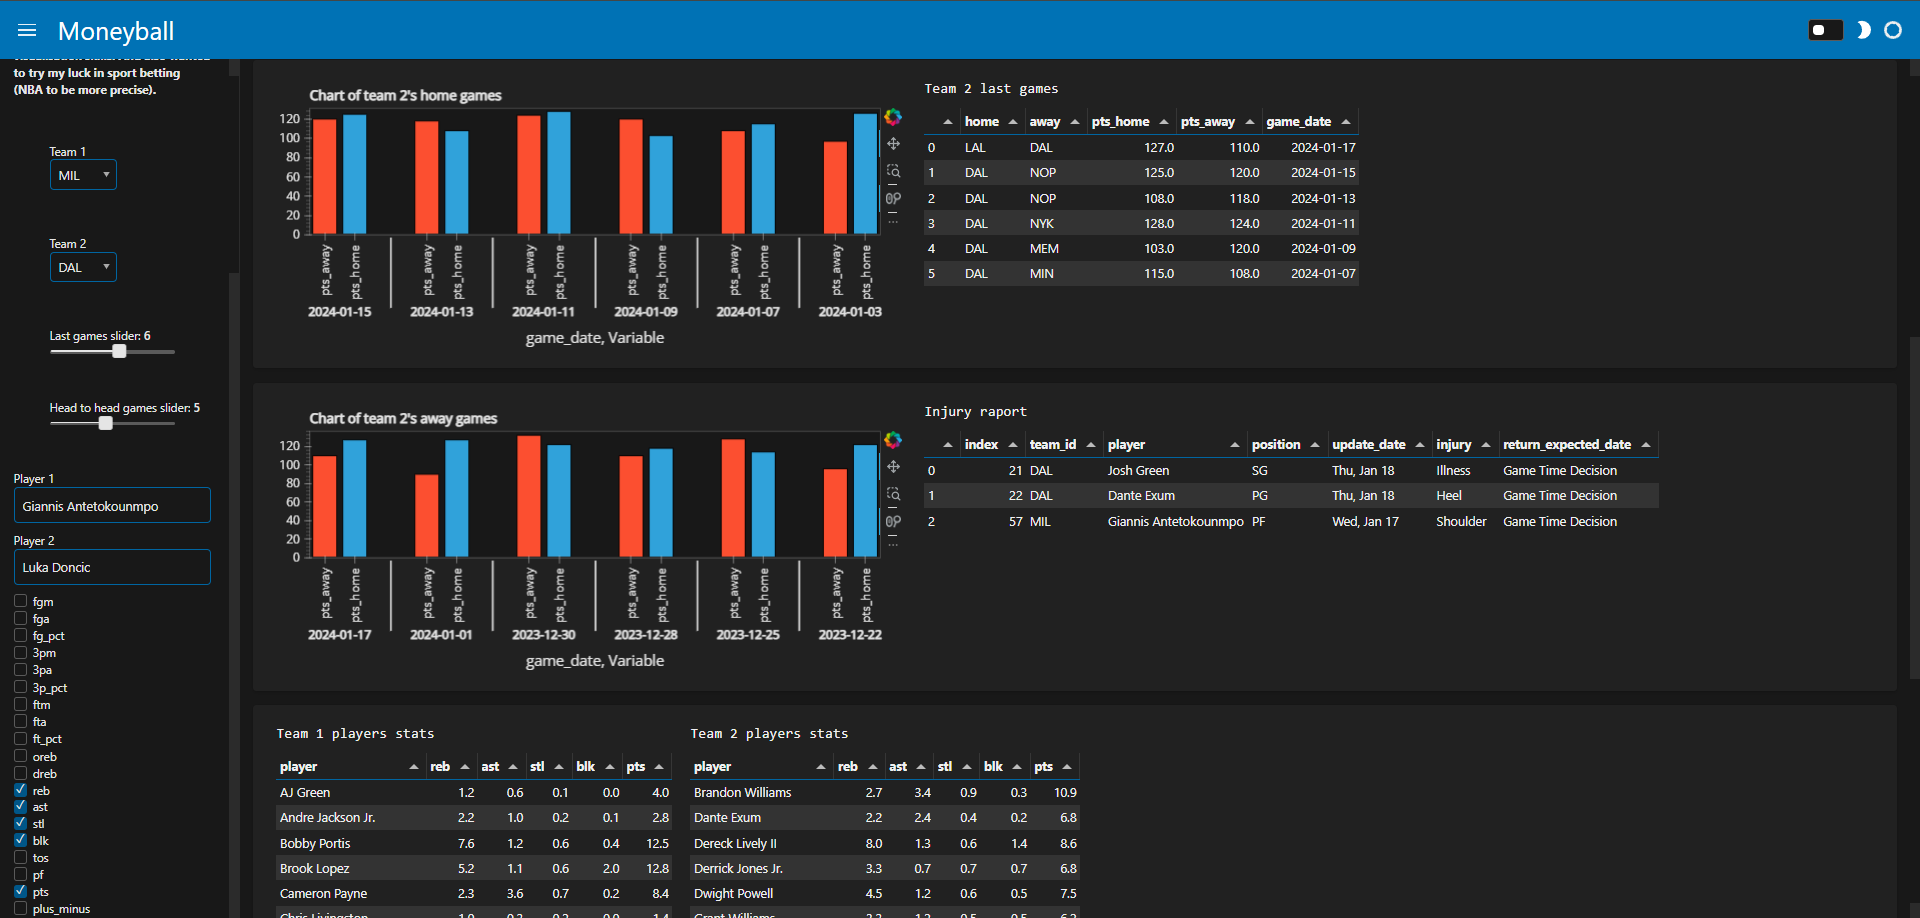 Moneyball
to try my luck in sport betting
(NBA to be more precise).
Team 1
MIL
Team 2
DAL
Last games slider: 6
Head to head games slider: 5
Player 1
Giannis Antetokounmpo
Player 2
Luka Doncic
fgm
fga
fg_pct
3pm
3pa
3p_pct
ftm
fta
ft_pct
oreb
dreb
reb
ast
stl
blk
tos
pf
pts
plus_minus
Chart of team 2's home games
120
100
80
60
40
20
0
pts_away pts_home pts_away pts_home pts_away pts_home pts_away pts_home pts_away pts_home pts_away pts_home
2024-01-15 2024-01-13 2024-01-11 2024-01-09 2024-01-07 2024-01-03
game_date, Variable
Team 2 last games
home away pts_home pts_away game_date
0 LAL DAL 127.0 110.0 2024-01-17
1 DAL NOP 125.0 120.0 2024-01-15
2 DAL NOP 108.0 118.0 2024-01-13
3 DAL NYK 128.0 124.0 2024-01-11
4 DAL MEM 103.0 120.0 2024-01-09
5 DAL MIN 115.0 108.0 2024-01-07
Chart of team 2's away games
120
100
80
60
40
20
0
pts_away pts_home pts_away pts_home pts_away pts_home pts_away pts_home pts_away pts_home pts_away pts_home
2024-01-17 2024-01-01 2023-12-30 2023-12-28 2023-12-25 2023-12-22
game_date, Variable
Injury raport
index team_id player position update_date injury return_expected_date
0 21 DAL Josh Green SG Thu, Jan 18 Illness Game Time Decision
1 22 DAL Dante Exum PG Thu, Jan 18 Heel Game Time Decision
2 57 MIL Giannis Antetokounmpo PF Wed, Jan 17 Shoulder Game Time Decision
Team 1 players stats
player reb ast stl blk pts
AJ Green 1.2 0.6 0.1 0.0 4.0
Andre Jackson Jr. 2.2 1.0 0.2 0.1 2.8
Bobby Portis 7.6 1.2 0.6 0.4 12.5
Brook Lopez 5.2 1.1 0.6 2.0 12.8
Cameron Payne 2.3 3.6 0.7 0.2 8.4
Team 2 players stats
player reb ast stl blk pts
Brandon Williams 2.7 3.4 0.9 0.3 10.9
Dante Exum 2.2 2.4 0.4 0.2 6.8
Dereck Lively II 8.0 1.3 0.6 1.4 8.6
Derrick Jones Jr. 3.3 0.7 0.7 0.7 6.8
Dwight Powell 4.5 1.2 0.6 0.5 7.5